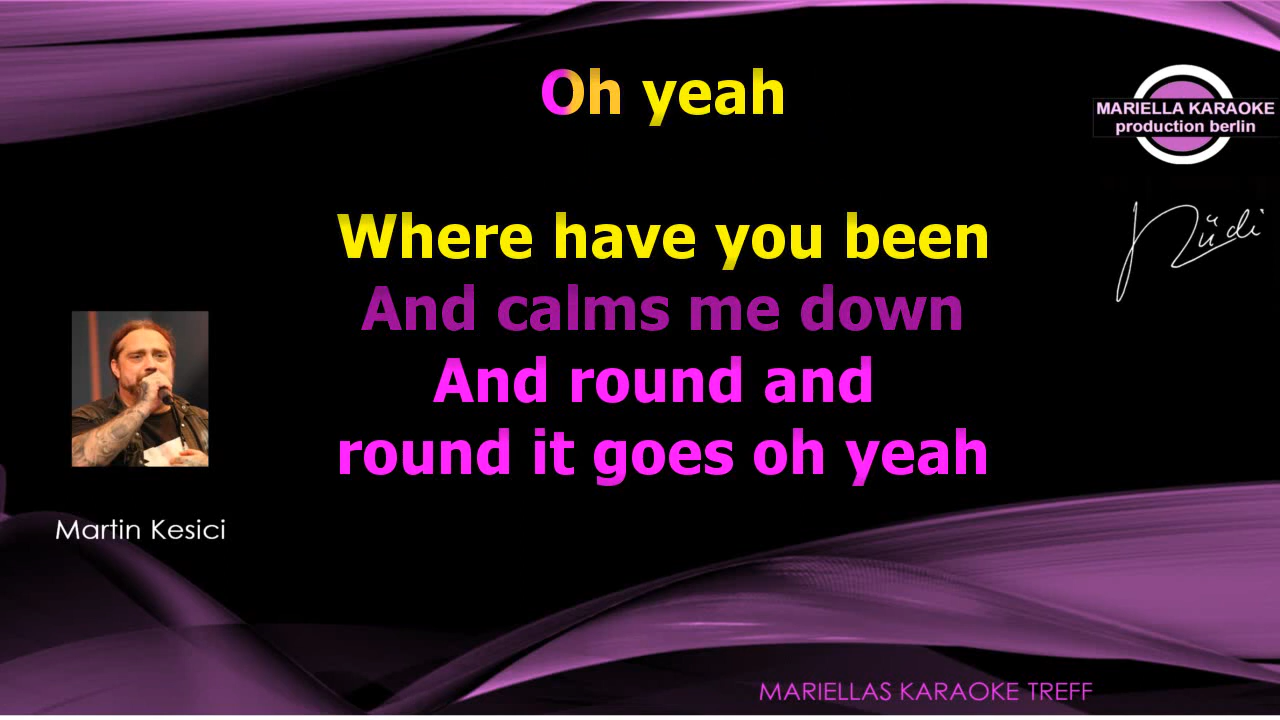 Oh yeah
MARIELLA KARAOKE
production berlin
Where have you been
Rüdi
And calms me down
And round and
round it goes oh yeah
Martin Kesici
MARIELLAS KARAOKE TREFF